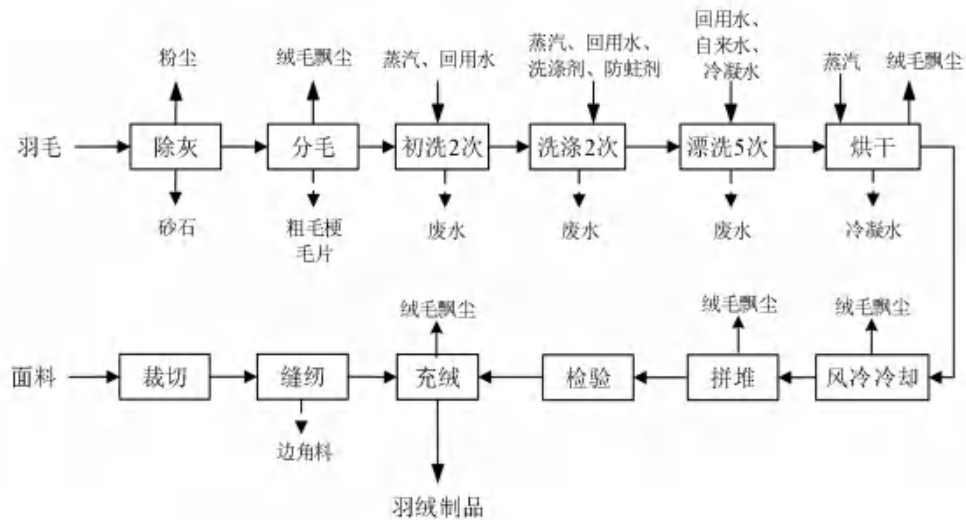 回用水、
粉尘
绒毛飘尘
蒸汽、回用水
蒸汽、回用水、
洗涤剂、防蛀剂
自来水、
冷凝水
蒸汽
绒毛飘尘
羽毛
除灰
分毛
初洗2次
洗涤2次
漂洗5次
烘干
砂石
粗毛梗
毛片
废水
废水
废水
冷凝水
绒毛飘尘
绒毛飘尘
绒毛飘尘
面料
裁切
缝纫
充绒
检验
拼堆
风冷冷却
边角料
羽绒制品